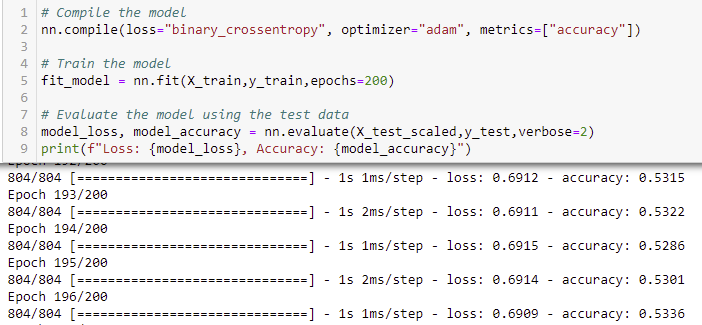 1 # Compile the model
2 nn.compile(loss="binary_crossentropy", optimizer="adam", metrics=["accuracy"])
3
4 # Train the model
5 fit_model = nn.fit(X_train,y_train,epochs=200)
6
7 # Evaluate the model using the test data
8 model_loss, model_accuracy = nn.evaluate(X_test_scaled,y_test,verbose=2)
9 print(f"Loss: {model_loss}, Accuracy: {model_accuracy}")
Epoch 192/200
804/804 [==============================] - 1s 1ms/step - loss: 0.6912 - accuracy: 0.5315
Epoch 193/200
804/804 [==============================] - 1s 2ms/step - loss: 0.6911 - accuracy: 0.5322
Epoch 194/200
804/804 [==============================] - 1s 1ms/step - loss: 0.6915 - accuracy: 0.5286
Epoch 195/200
804/804 [==============================] - 1s 2ms/step - loss: 0.6914 - accuracy: 0.5301
Epoch 196/200
804/804 [==============================] - 1s 1ms/step - loss: 0.6909 - accuracy: 0.5336